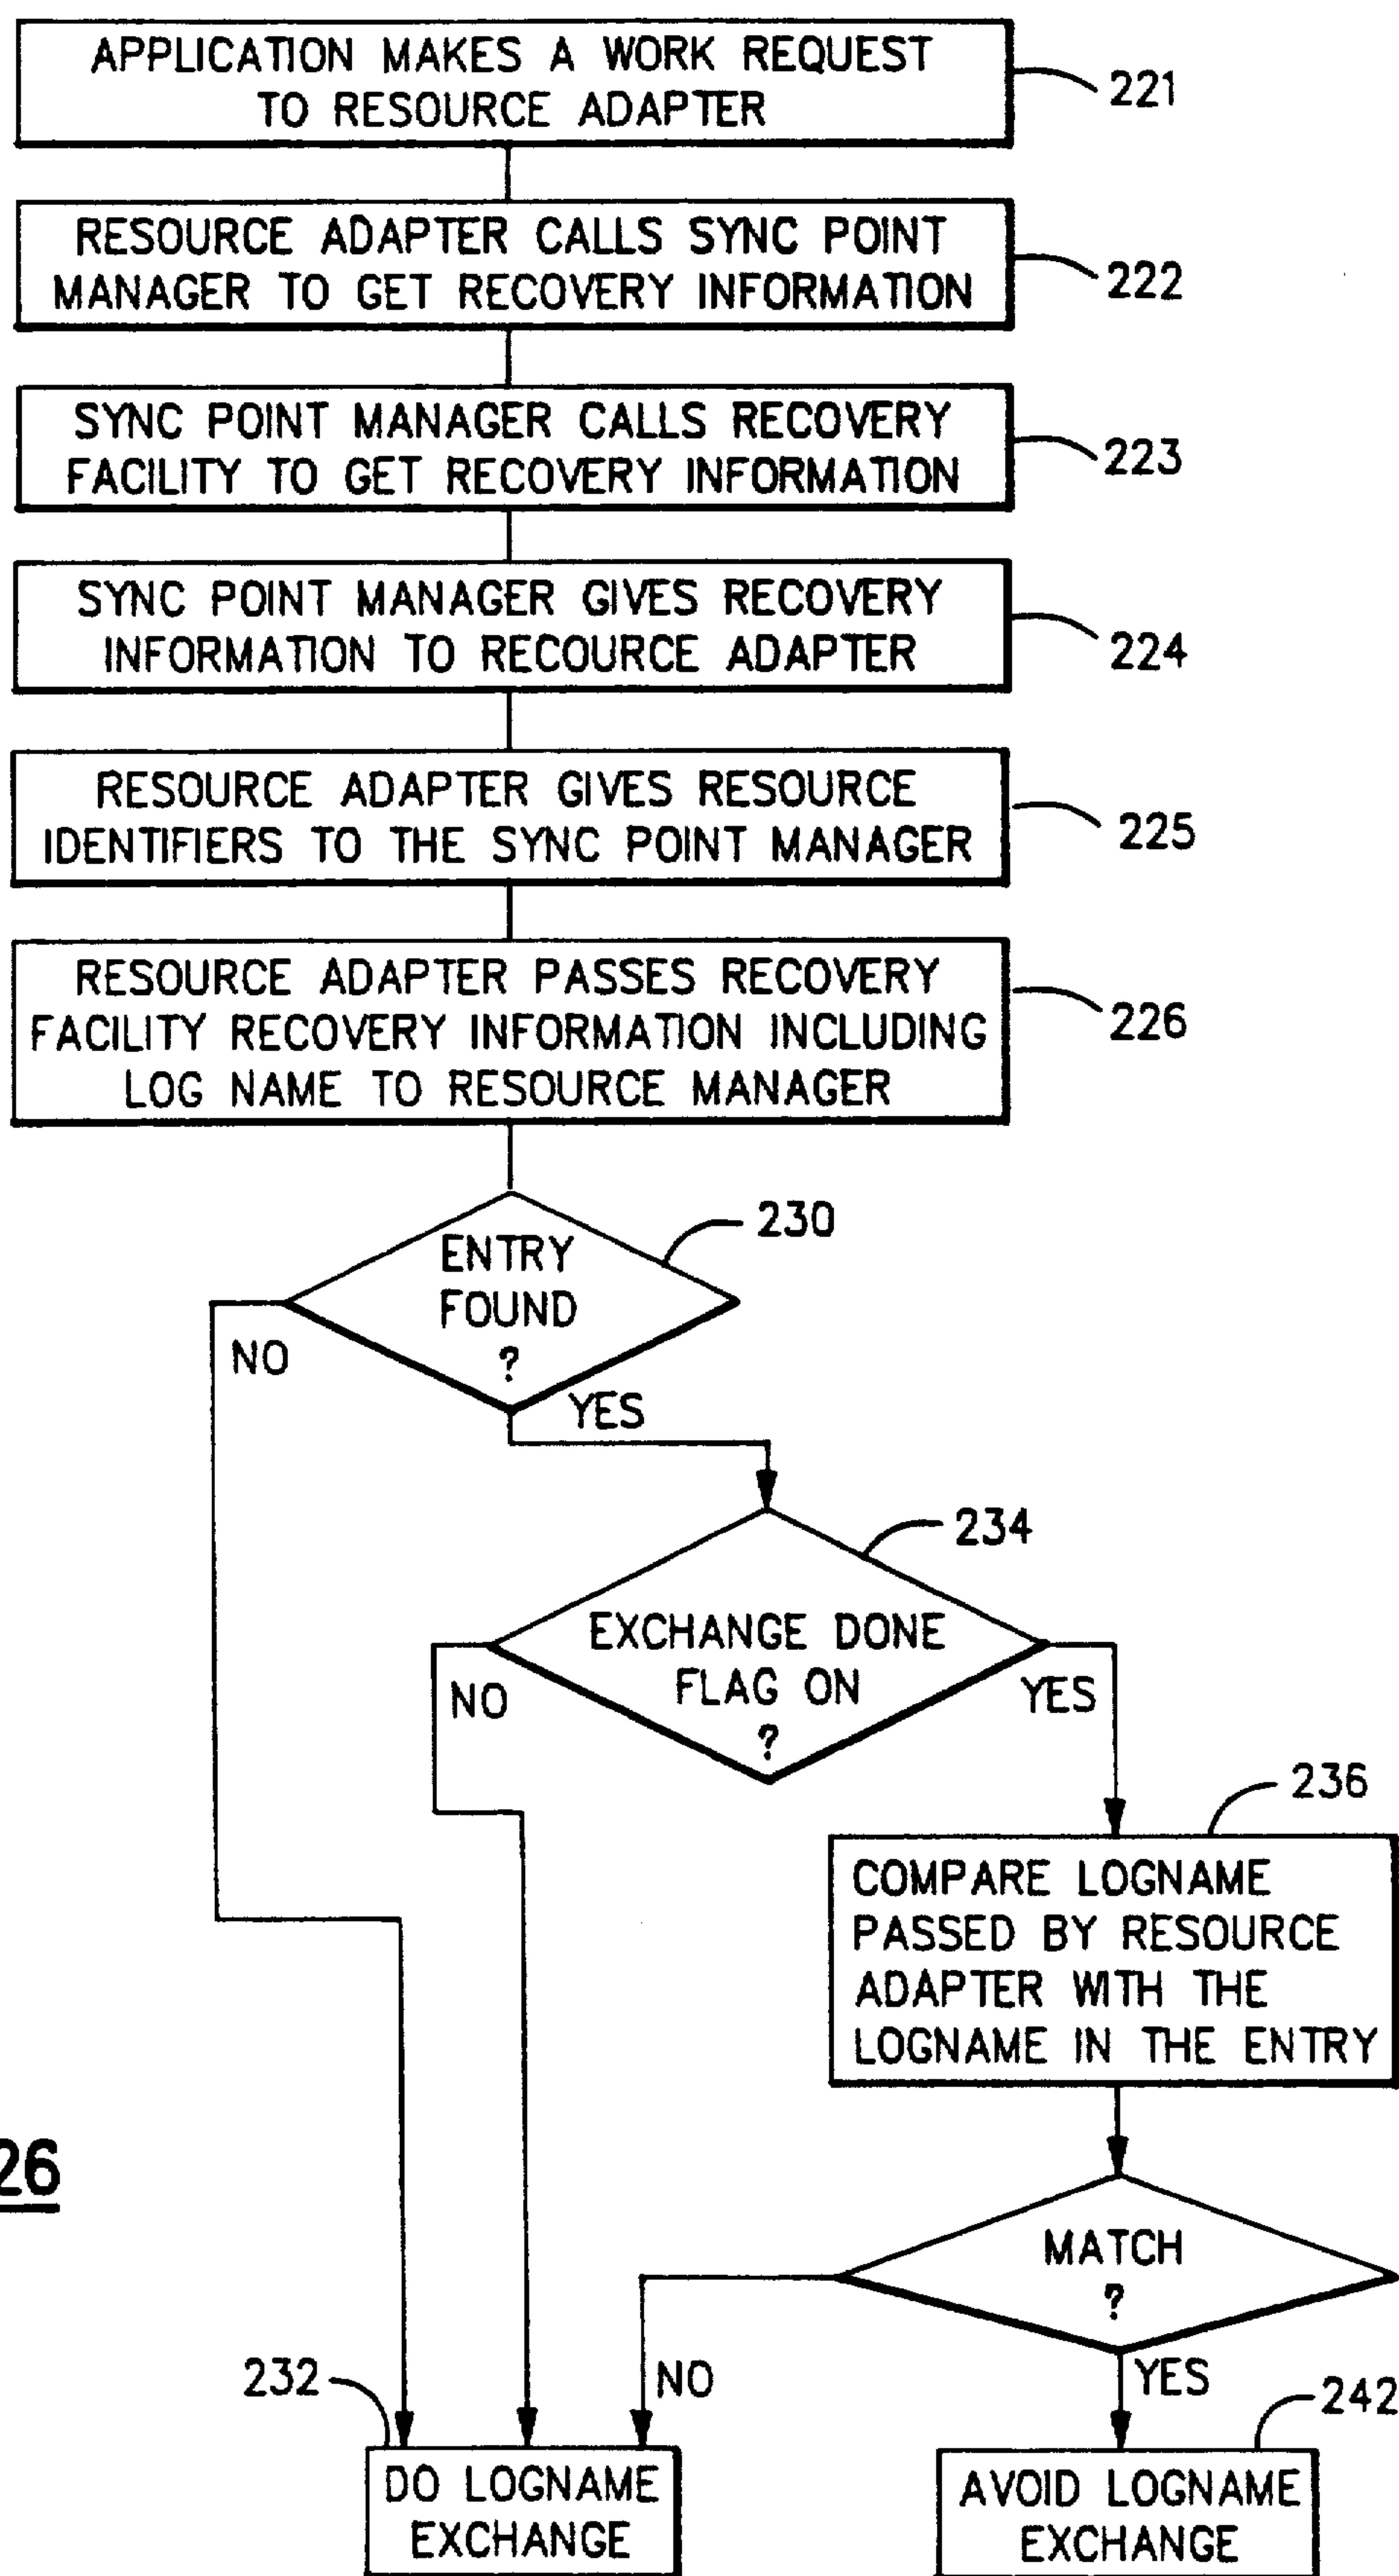 APPLICATION MAKES A WORK REQUEST
TO RESOURCE ADAPTER
221
RESOURCE ADAPTER CALLS SYNC POINT
MANAGER TO GET RECOVERY INFORMATION
222
SYNC POINT MANAGER CALLS RECOVERY
FACILITY TO GET RECOVERY INFORMATION
223
SYNC POINT MANAGER GIVES RECOVERY
INFORMATION TO RECOURCE ADAPTER
224
RESOURCE ADAPTER GIVES RESOURCE
IDENTIFIERS TO THE SYNC POINT MANAGER
225
RESOURCE ADAPTER PASSES RECOVERY
FACILITY RECOVERY INFORMATION INCLUDING
LOG NAME TO RESOURCE MANAGER
226
230
ENTRY
FOUND
?
NO
YES
234
EXCHANGE DONE
FLAG ON
?
NO
YES
236
COMPARE LOGNAME
PASSED BY RESOURCE
ADAPTER WITH THE
LOGNAME IN THE ENTRY
26
MATCH
?
NO
YES
232
DO LOGNAME
EXCHANGE
242
AVOID LOGNAME
EXCHANGE